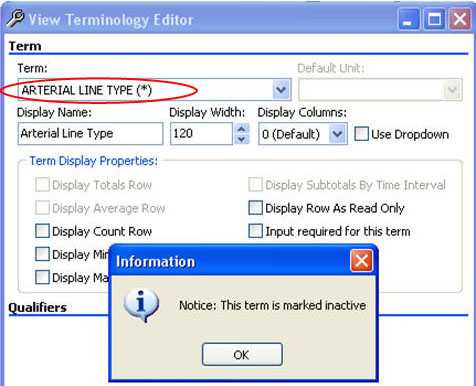 View Terminology Editor
Term
Term: Default Unit:
ARTERIAL LINE TYPE (*)
Display Name: Display Width: Display Columns:
Arterial Line Type 120 0 (Default) Use Dropdown
Term Display Properties:
Display Totals Row Display Subtotals By Time Interval
Display Average Row Display Row As Read Only
Display Count Row Input required for this term
Display Mi
Display Ma
Information
Notice: This term is marked inactive
OK
Qualifiers